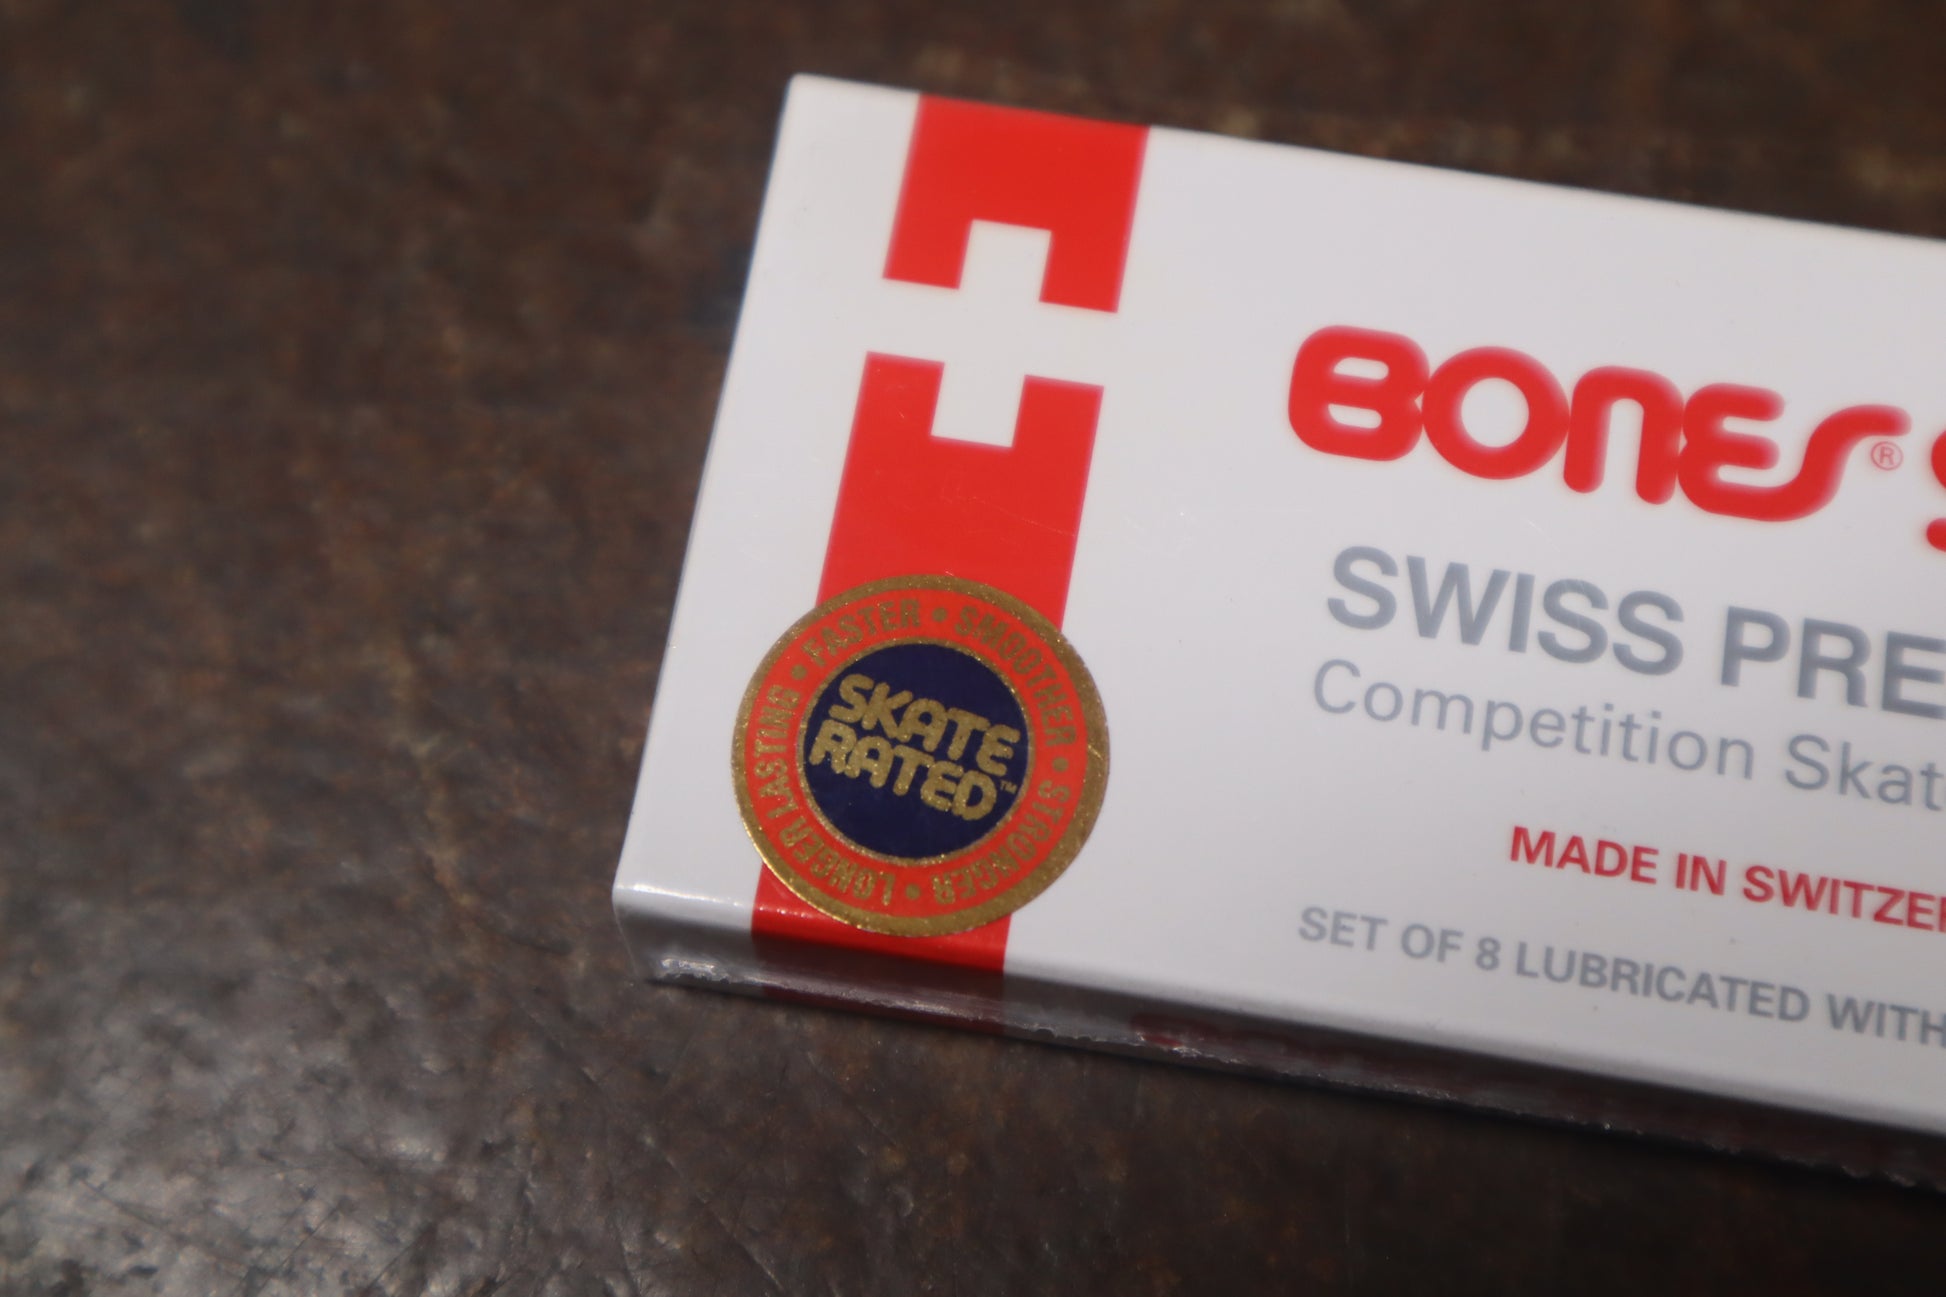 BONES®
SWISS PRE
Competition Skat
MADE IN SWITZER
SET OF 8 LUBRICATED WITH
FASTER • SMOOTHER • STRONGER • LONGER LASTING •
SKATE
RATED™